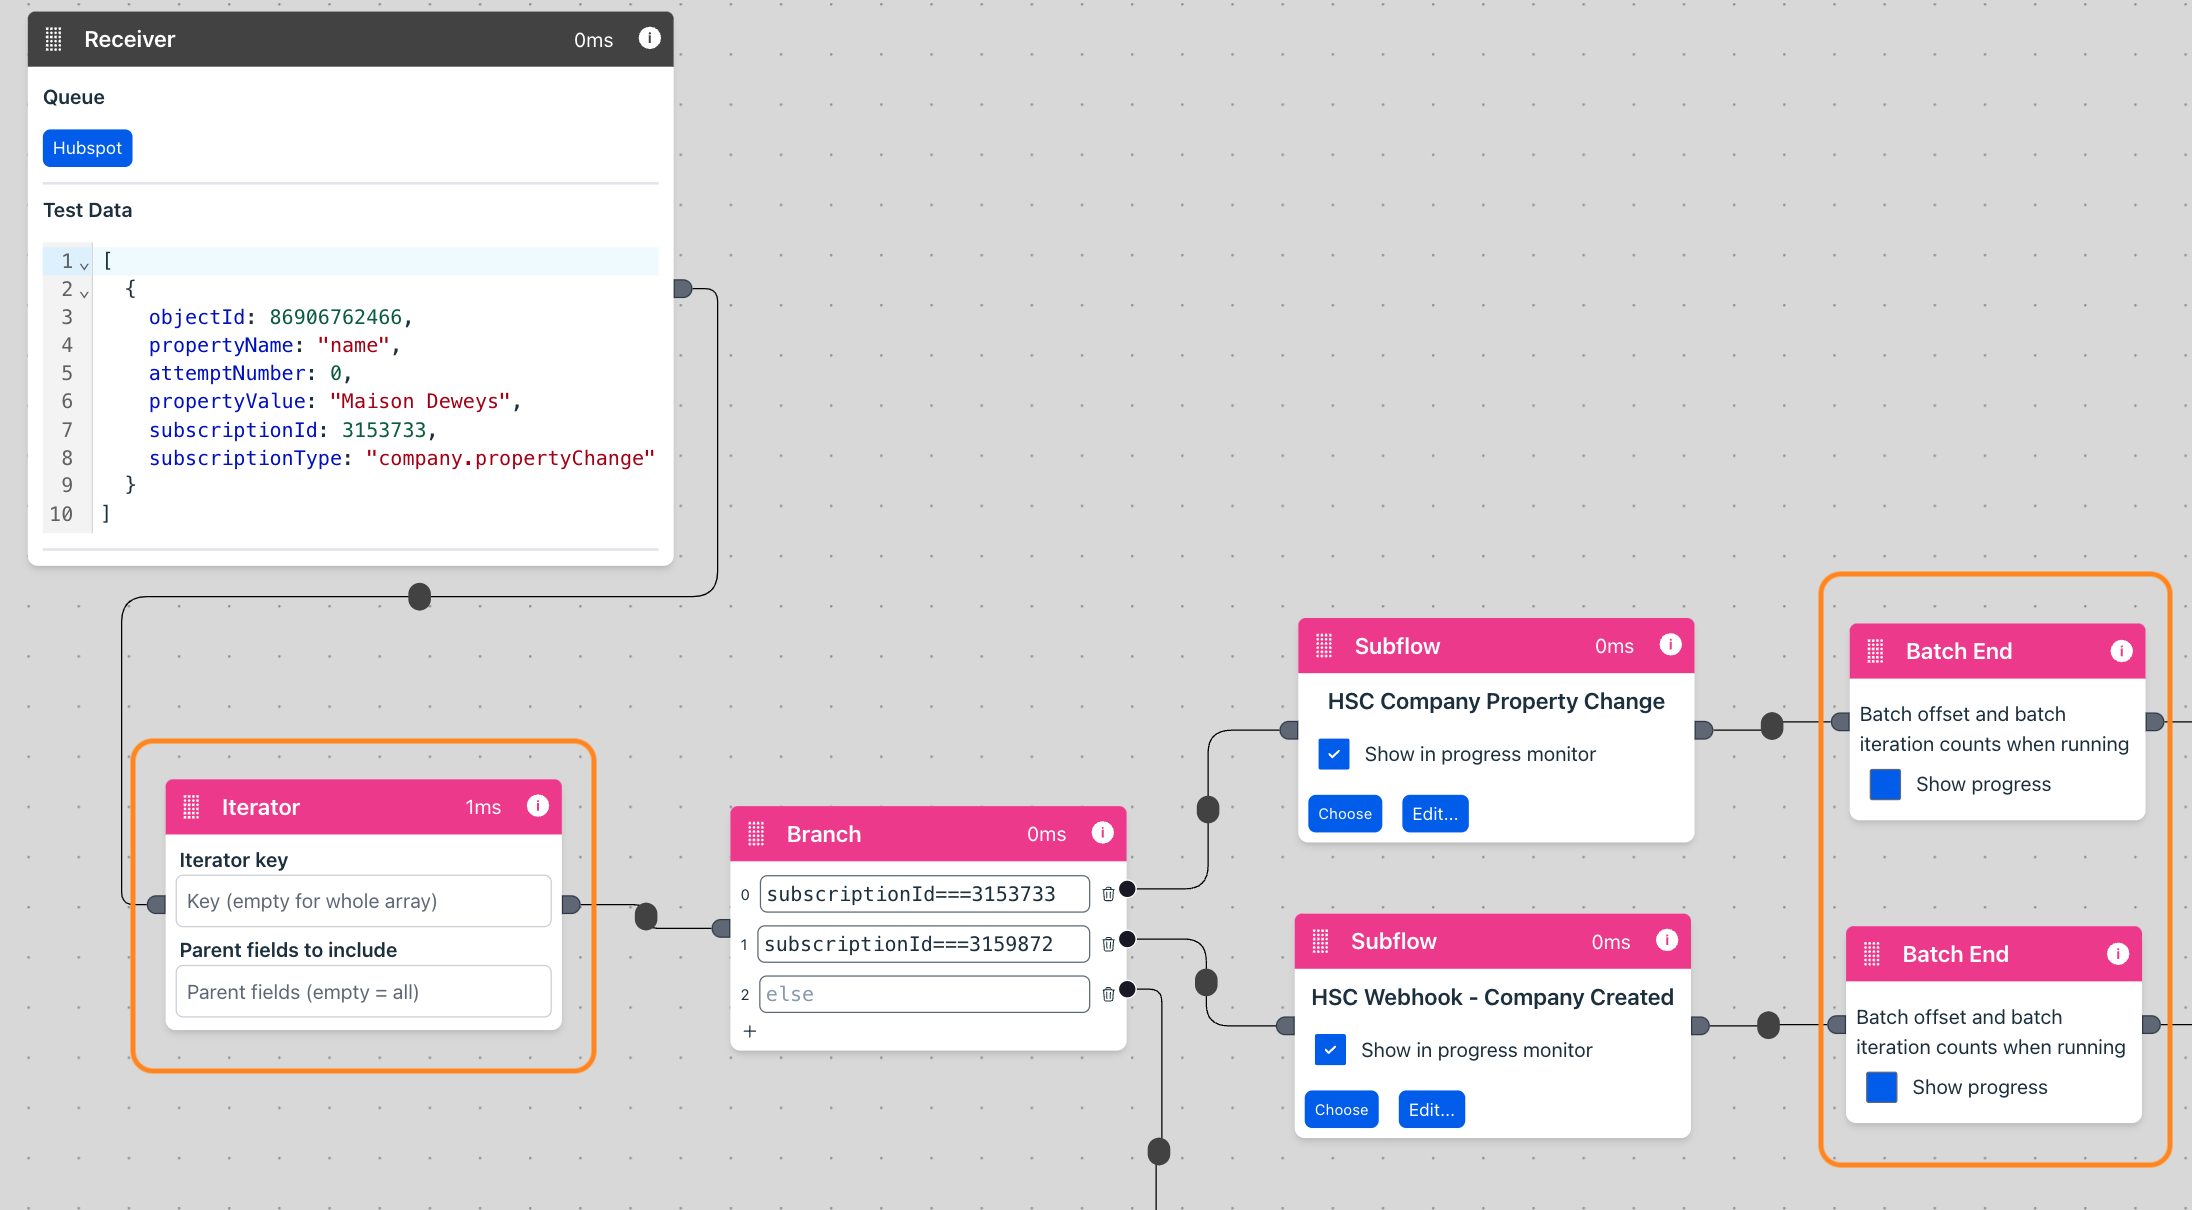 Receiver 0ms i
Queue
Hubspot
Test Data
1 [
2 {
3 objectId: 86906762466,
4 propertyName: "name",
5 attemptNumber: 0,
6 propertyValue: "Maison Deweys",
7 subscriptionId: 3153733,
8 subscriptionType: "company.propertyChange"
9 }
10 ]
Iterator 1ms i
Iterator key
Key (empty for whole array)
Parent fields to include
Parent fields (empty = all)
Branch 0ms i
0 subscriptionId===3153733
1 subscriptionId===3159872
2 else
+
Subflow 0ms i
HSC Company Property Change
Show in progress monitor
Choose Edit...
Subflow 0ms i
HSC Webhook - Company Created
Show in progress monitor
Choose Edit...
Batch End i
Batch offset and batch
iteration counts when running
Show progress
Batch End i
Batch offset and batch
iteration counts when running
Show progress